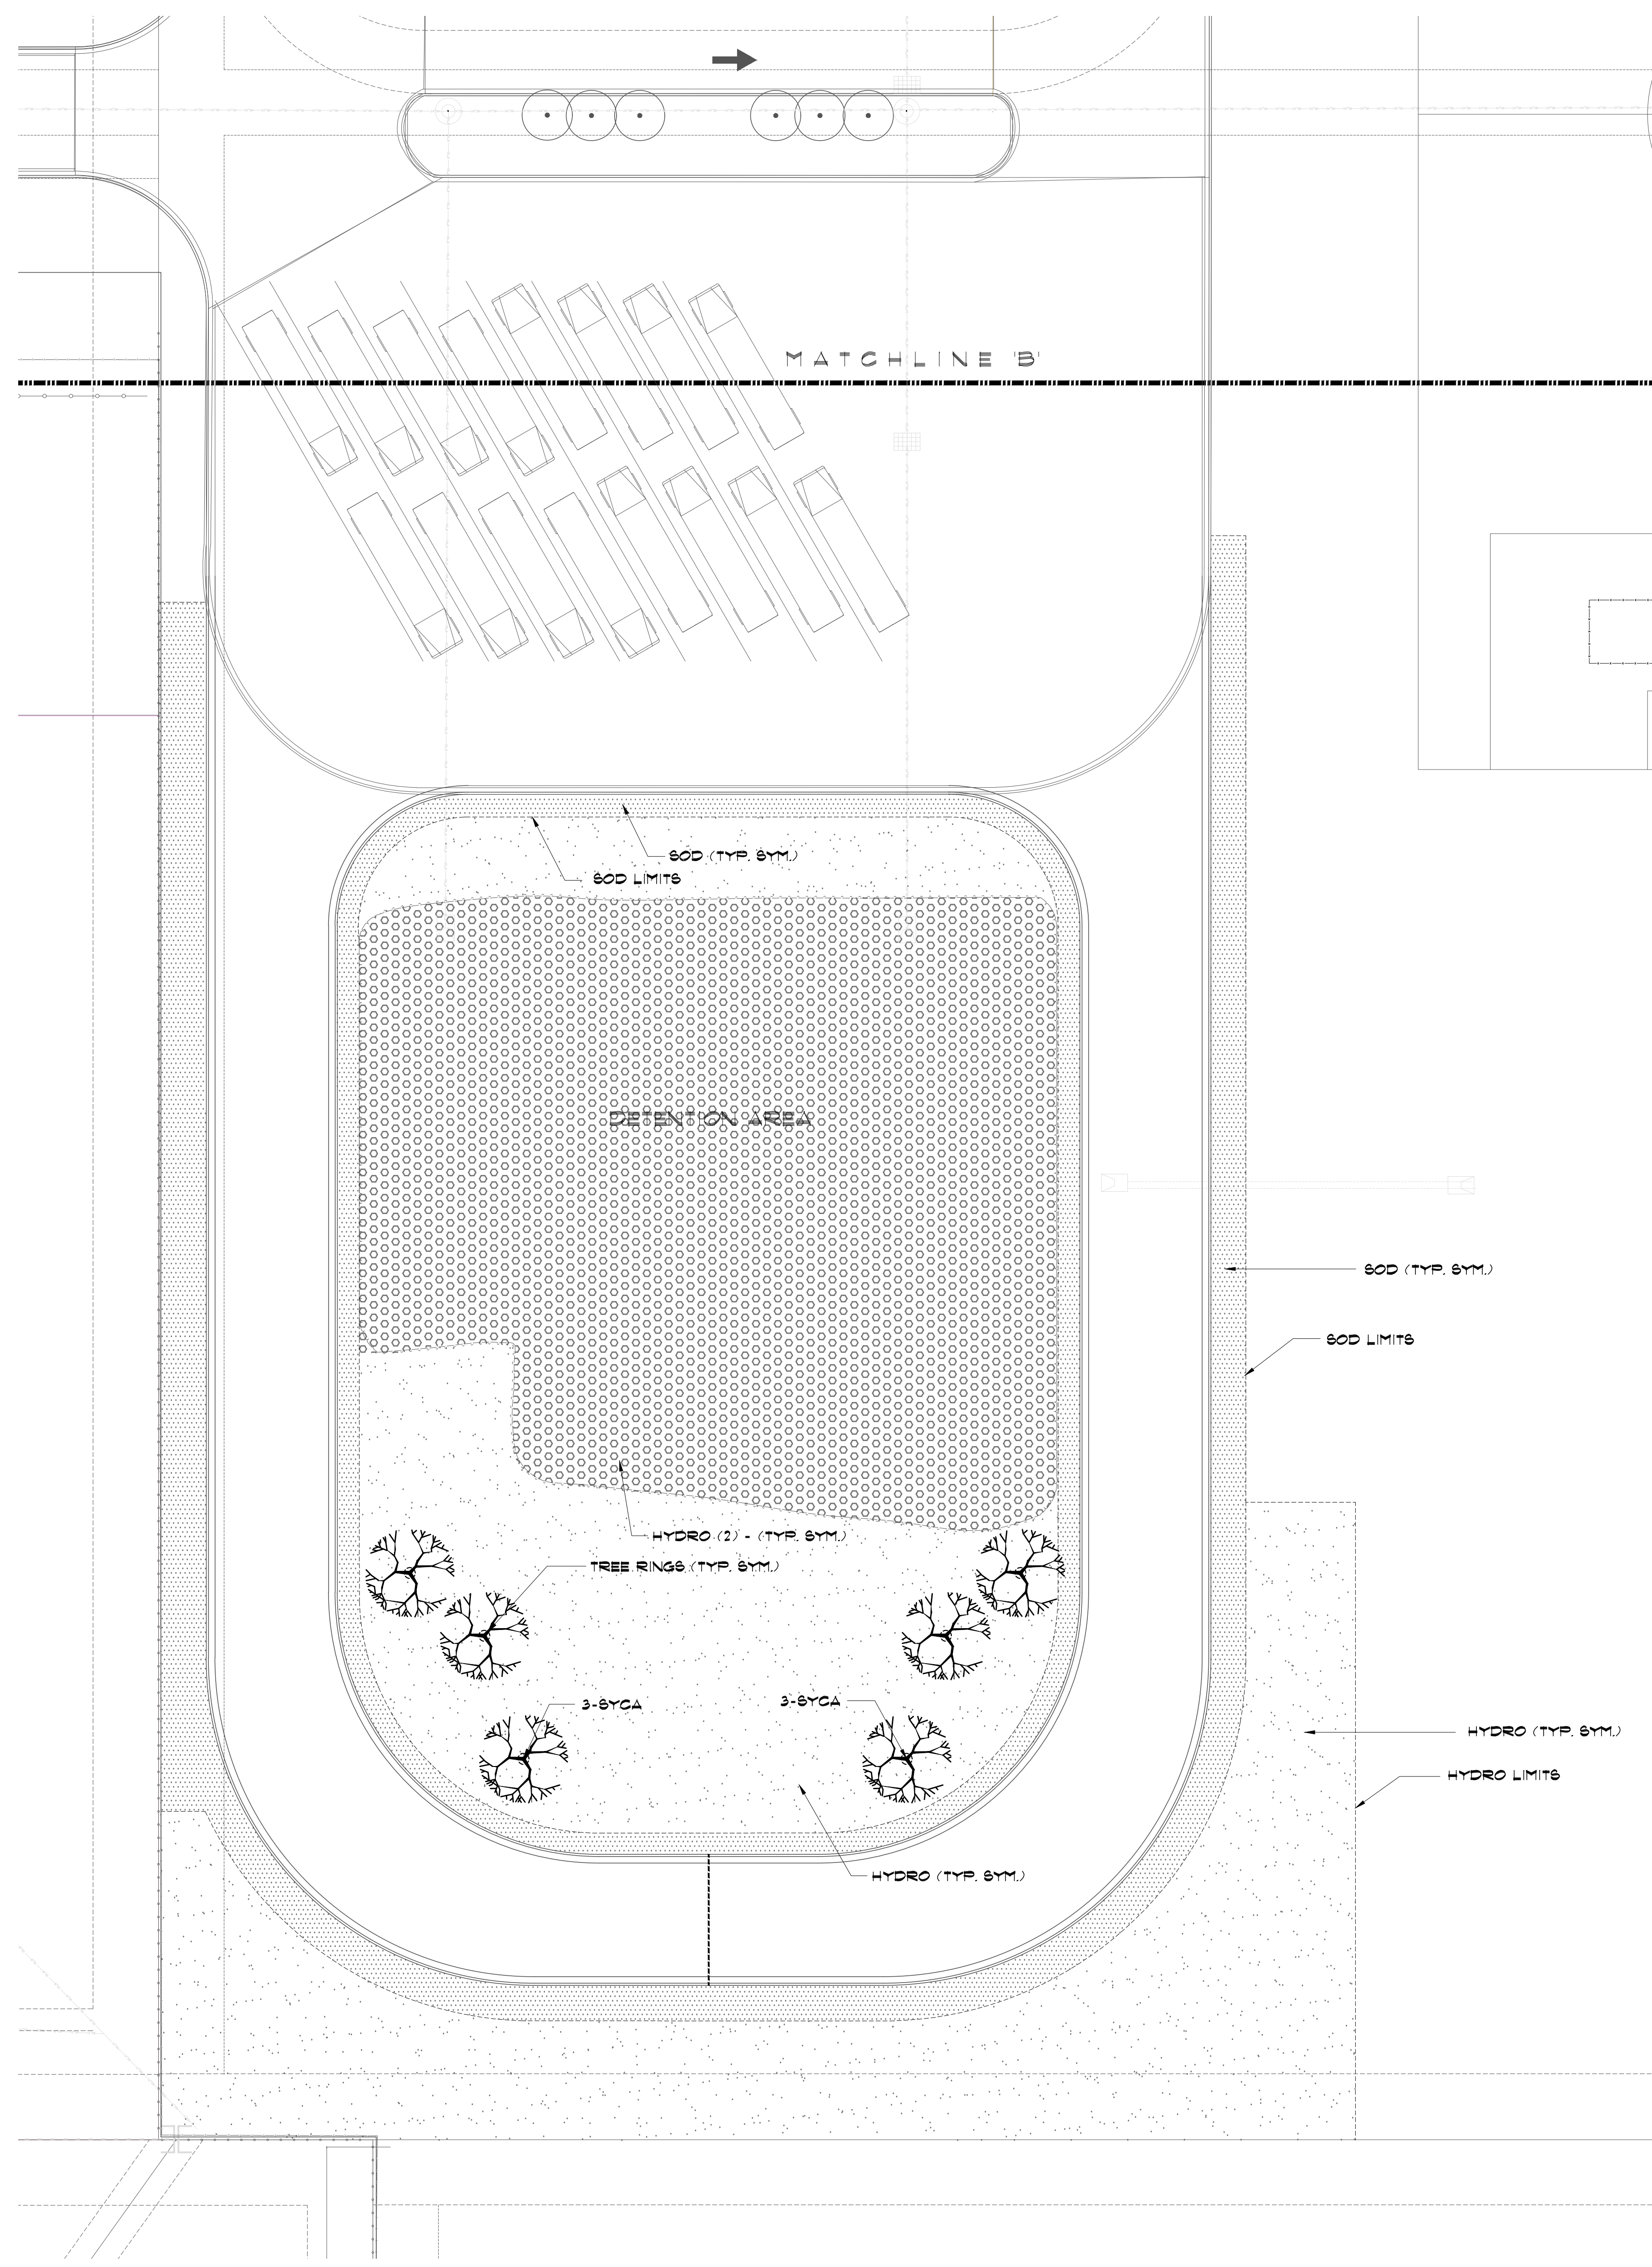 MATCHLINE 'B'
SOD (TYP. SYM.)
SOD LIMITS
DETENTION AREA
SOD (TYP. SYM.)
SOD LIMITS
HYDRO (2) - (TYP. SYM.)
TREE RINGS (TYP. SYM.)
3-SYCA
3-SYCA
HYDRO (TYP. SYM.)
HYDRO LIMITS
HYDRO (TYP. SYM.)